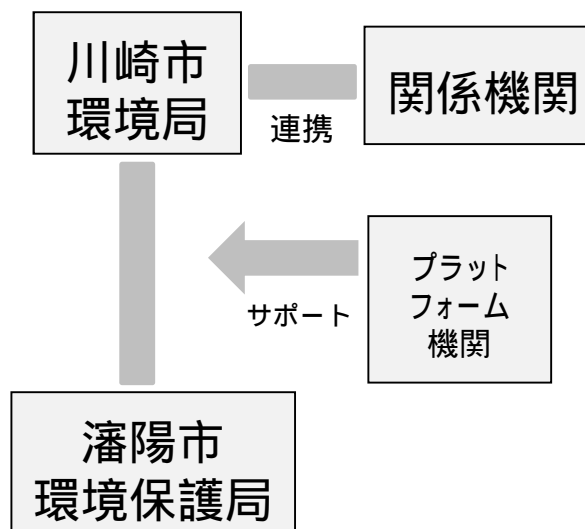 川崎市
環境局
連携
関係機関
サポート
プラット
フォーム
機関
瀋陽市
環境保護局